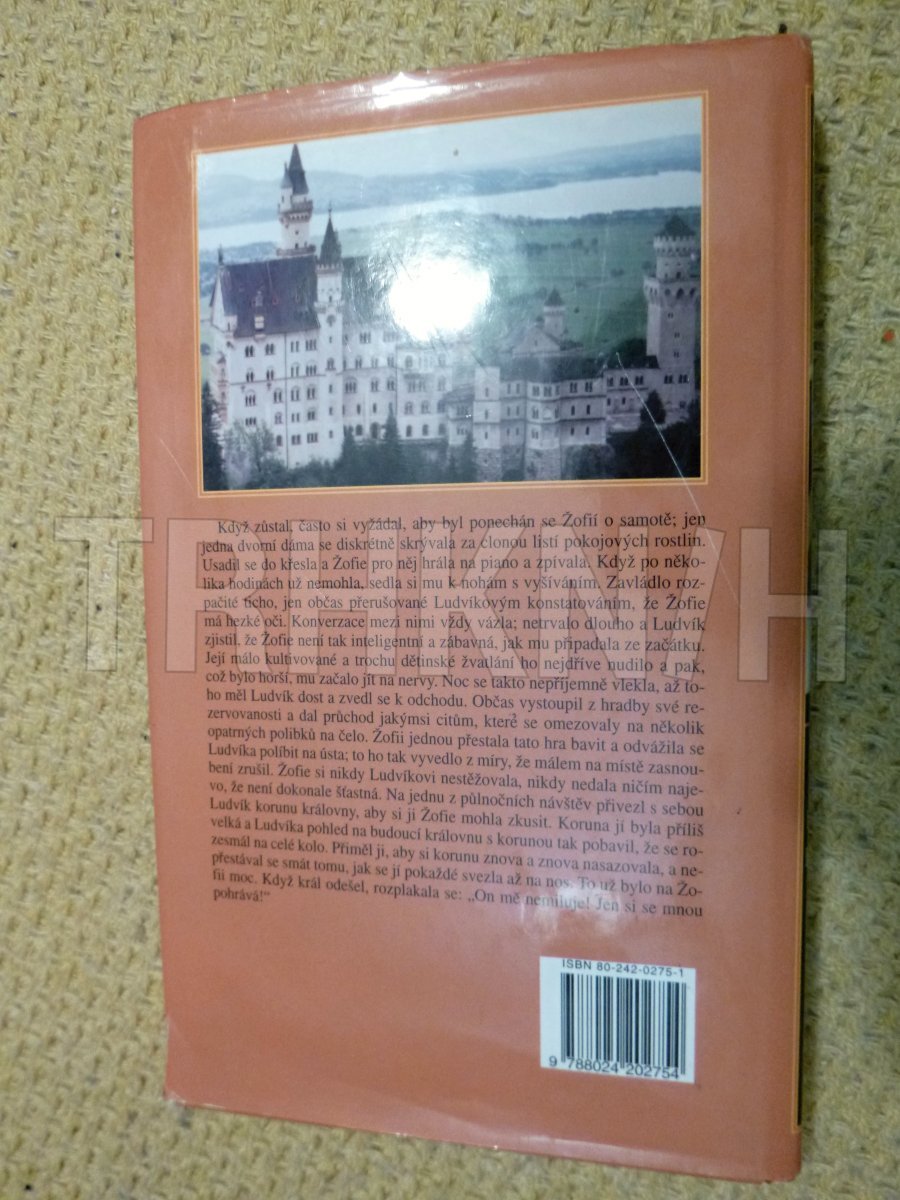 Když zůstal, často si vyžádal, aby byl ponechán se Žofií o samotě; jen
jedna dvorní dáma se diskrétně skrývala za clonou listí pokojových rostlin.
Usadil se do křesla a Žofie pro něj hrála na piano a zpívala. Když po něko-
lika hodinách už nemohla, sedla si mu k nohám s vyšíváním. Zavládlo roz-
pačité ticho, jen občas přerušované Ludvíkovým konstatováním, že Žofie
má hezké oči. Konverzace mezi nimi vždy vázla; netrvalo dlouho a Ludvík
zjistil, že Žofie není tak inteligentní a zábavná, jak mu připadala ze začátku.
Její málo kultivované a trochu dětinské žvatlání ho nejdříve nudilo a pak,
což bylo horší, mu začalo jít na nervy. Noc se takto nepříjemně vlekla, až to-
ho měl Ludvík dost a zvedl se k odchodu. Občas vystoupil z hradby své re-
zervovanosti a dal průchod jakýmsi citům, které se omezovaly na několik
opatrných polibků na čelo. Žofii jednou přestala tato hra bavit a odvážila se
Ludvíka políbit na ústa; to ho tak vyvedlo z míry, že málem na místě zasnou-
bení zrušil. Žofie si nikdy Ludvíkovi nestěžovala, nikdy nedala ničím naje-
vo, že není dokonale šťastná. Na jednu z půlnočních návštěv přivezl s sebou
Ludvík korunu královny, aby si ji Žofie mohla zkusit. Koruna jí byla příliš
velká a Ludvíka pohled na budoucí královnu s korunou tak pobavil, že se ro-
zesmál na celé kolo. Přiměl ji, aby si korunu znova a znova nasazovala, a ne-
přestával se smát tomu, jak se jí pokaždé svezla až na nos. To už bylo na Žo-
fii moc. Když král odešel, rozplakala se: „On mě nemiluje! Jen si se mnou
pohrává!“
ISBN 80-242-0275-1
9 788024 202754
TRHKNIH